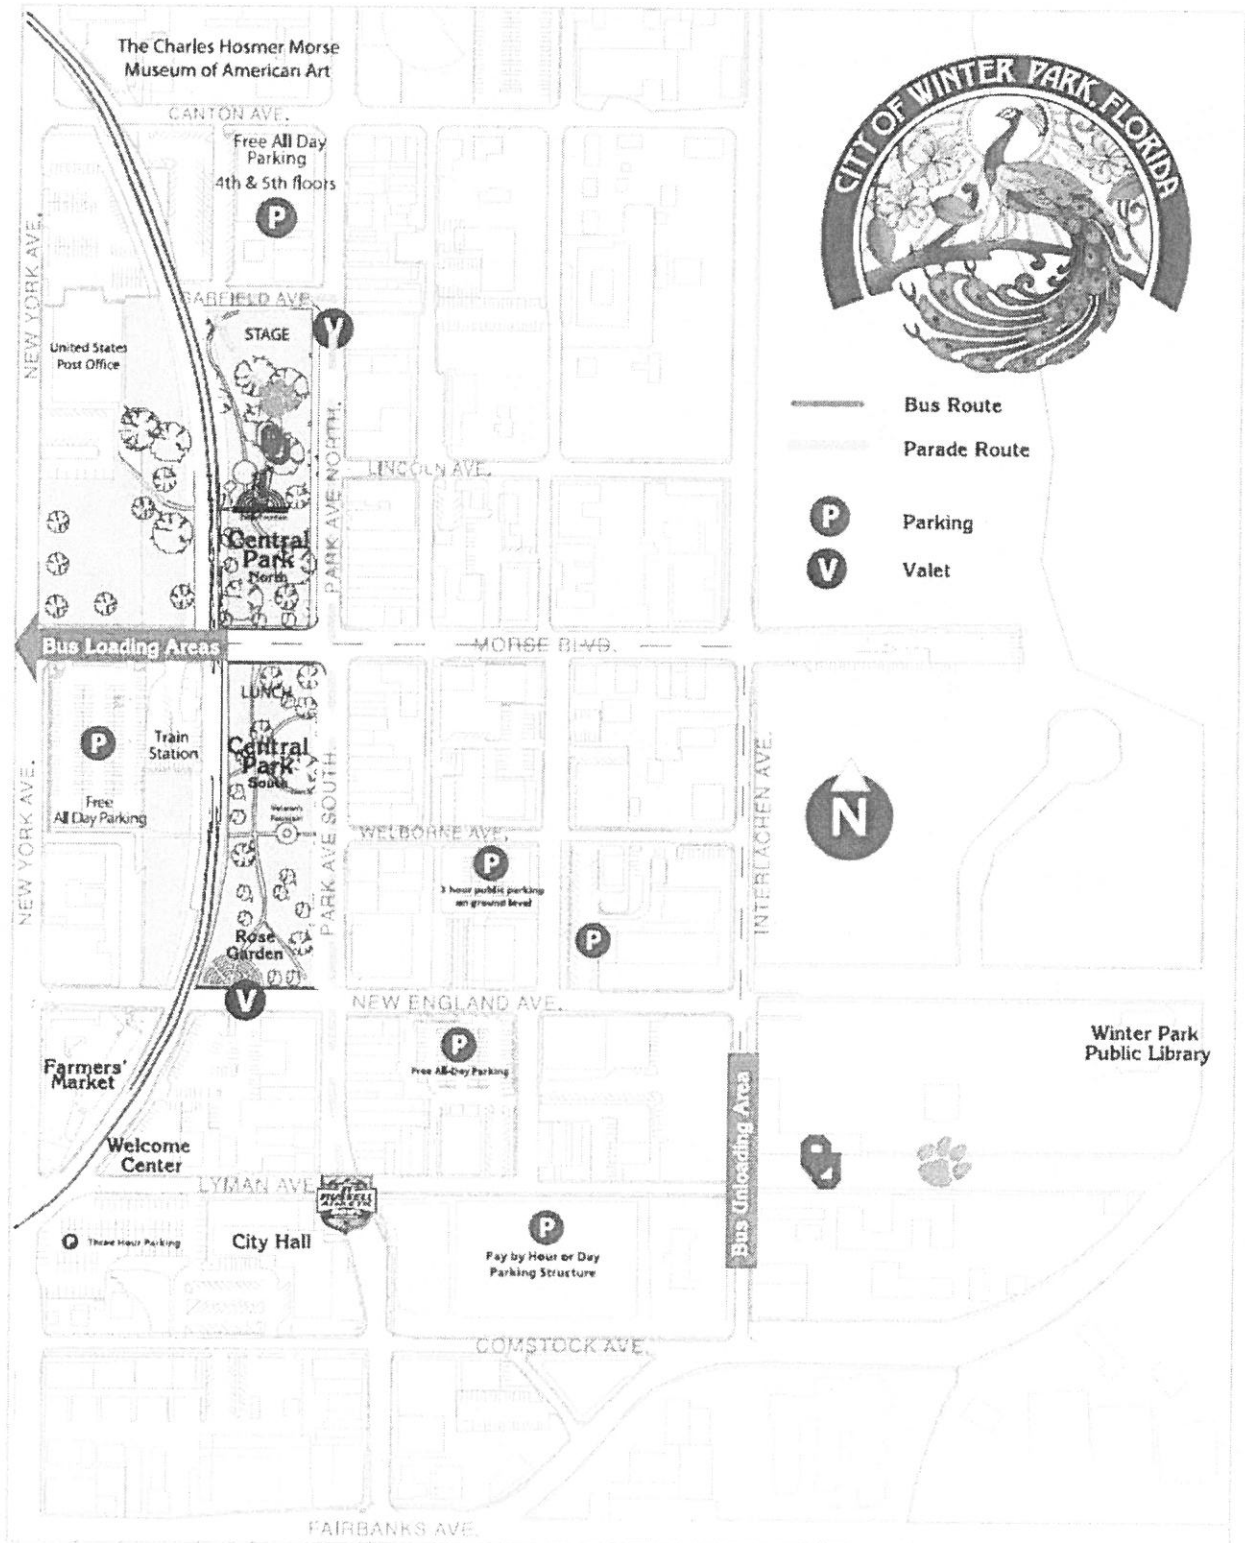 The Charles Hosmer Morse
Museum of American Art
CITY OF WINTER PARK, FLORIDA
CANTON AVE.
Free All Day
Parking
4th & 5th floors
P
NEW YORK AVE.
GARFIELD AVE.
V
STAGE
United States
Post Office
Bus Route
Parade Route
P
Parking
V
Valet
LINCOLN AVE.
PARK AVE NORTH.
Central
Park
North
Bus Loading Areas
MORSE BLVD.
LUNCH
P
Train
Station
Central
Park
South
Free
All Day Parking
NEW YORK AVE.
PARK AVE SOUTH.
Veteran's
Fountain
WELBORNE AVE.
P
3 hour public parking
on ground level
P
INTERLACHEN AVE.
N
Rose
Garden
V
NEW ENGLAND AVE.
P
Free All-Day Parking
Winter Park
Public Library
Farmers'
Market
Bus Unloading Area
Welcome
Center
LYMAN AVE
RUSSELL
ATHLETIC
BOWL
P
Three Hour Parking
City Hall
P
Pay by Hour or Day
Parking Structure
COMSTOCK AVE.
FAIRBANKS AVE.